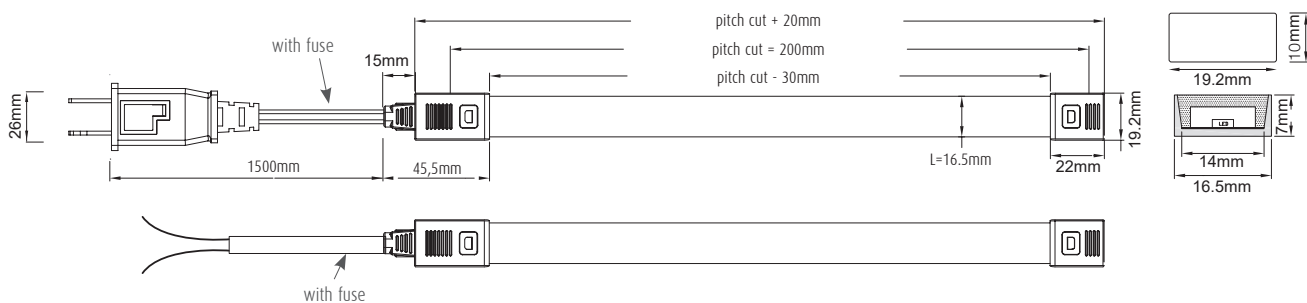 pitch cut + 20mm
with fuse
pitch cut = 200mm
15mm
pitch cut - 30mm
10mm
19.2mm
26mm
D
D
19.2mm
LED
7mm
1500mm
45,5mm
L=16.5mm
22mm
14mm
16.5mm
D
D
with fuse